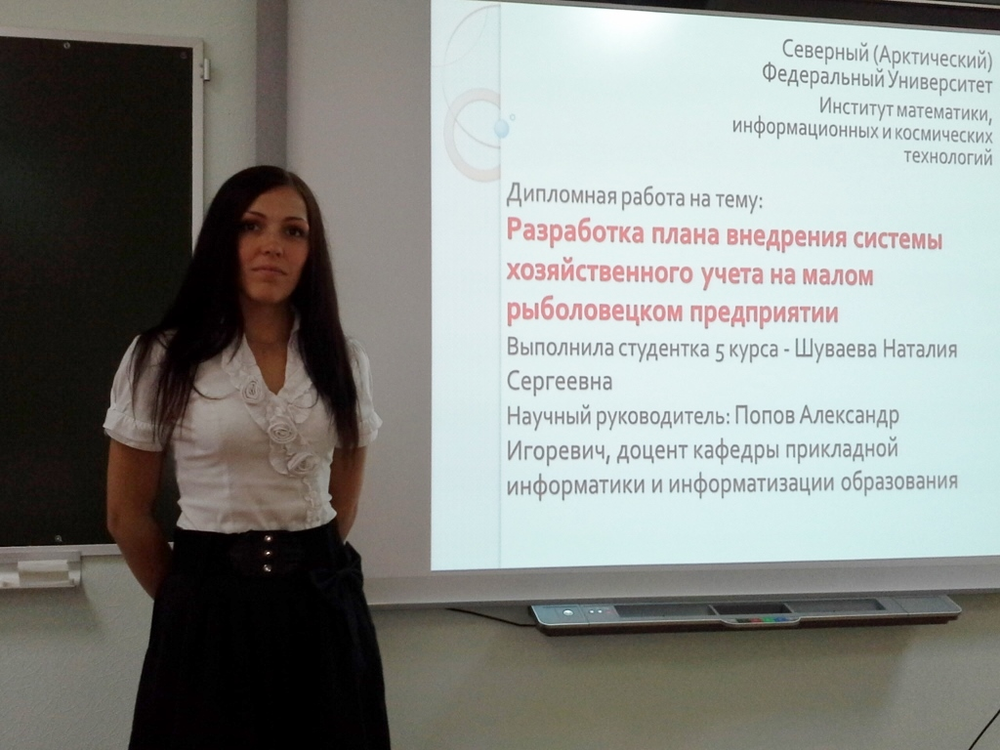 Северный (Арктический)
Федеральный Университет
Институт математики,
информационных и космических
технологий
Дипломная работа на тему:
Разработка плана внедрения системы
хозяйственного учета на малом
рыболовецком предприятии
Выполнила студентка 5 курса - Шуваева Наталия
Сергеевна
Научный руководитель: Попов Александр
Игоревич, доцент кафедры прикладной
информатики и информатизации образования